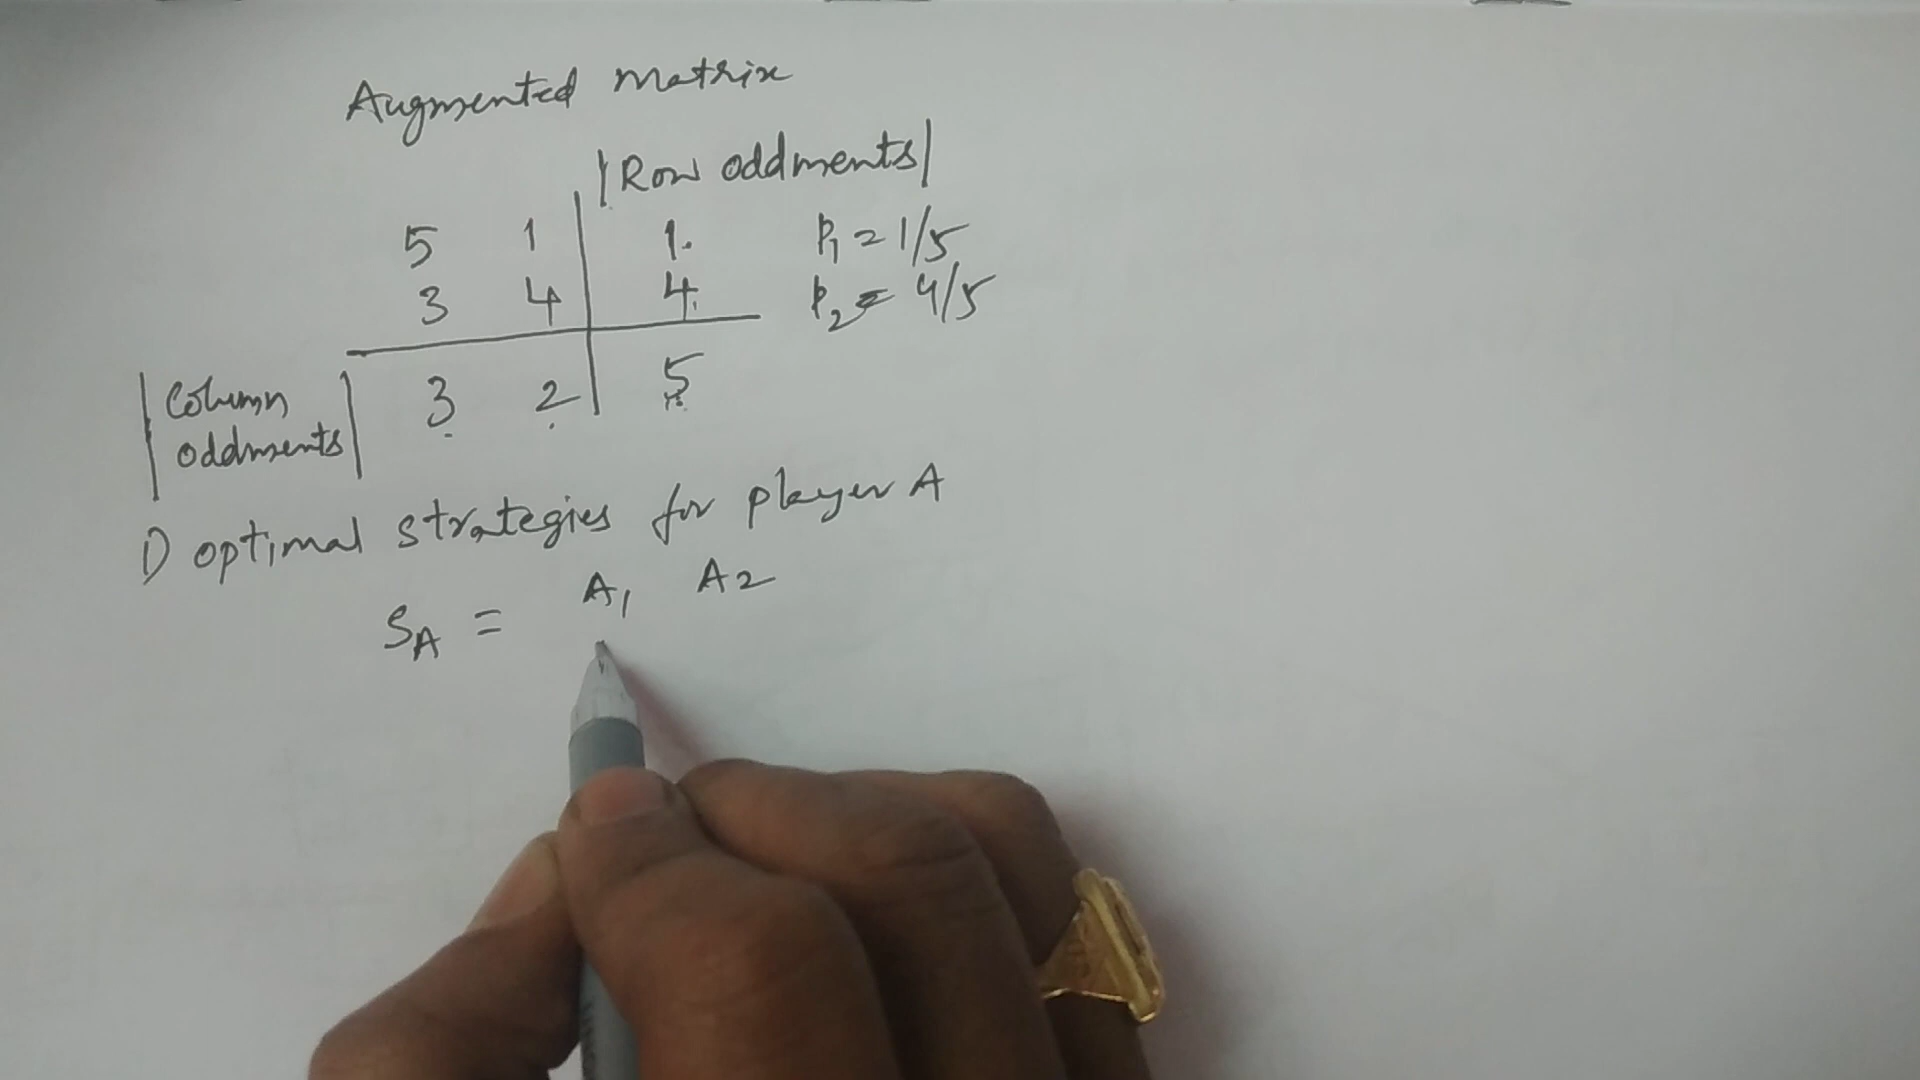 Augmented matrix
|Row oddments|
5 1 1. P1 = 1/5
3 4 4. P2 = 4/5
|Column oddments| 3 2 5
1) optimal strategies for player A
SA = A1 A2